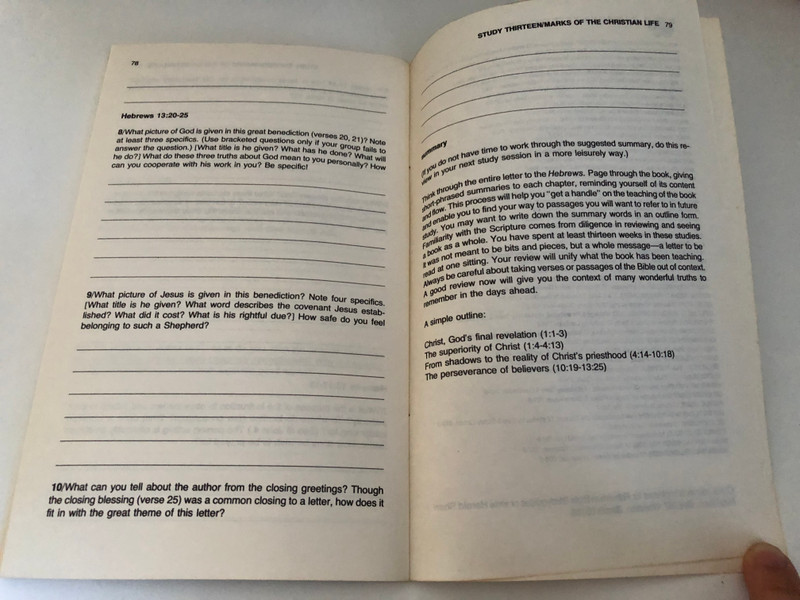 78
Hebrews 13:20-25
8/What picture of God is given in this great benediction (verses 20, 21)? Note
at least three specifics. (Use bracketed questions only if your group fails to
answer the question.) [What title is he given? What has he done? What will
he do?] What do these three truths about God mean to you personally? How
can you cooperate with his work in you? Be specific!
9/What picture of Jesus is given in this benediction? Note four specifics.
[What title is he given? What word describes the covenant Jesus estab-
lished? What did it cost? What is his rightful due?] How safe do you feel
belonging to such a Shepherd?
10/What can you tell about the author from the closing greetings? Though
the closing blessing (verse 25) was a common closing to a letter, how does it
fit in with the great theme of this letter?
STUDY THIRTEEN/MARKS OF THE CHRISTIAN LIFE 79
summary
(If you do not have time to work through the suggested summary, do this re-
view in your next study session in a more leisurely way.)
Think through the entire letter to the Hebrews. Page through the book, giving
short-phrased summaries to each chapter, reminding yourself of its content
and flow. This process will help you "get a handle" on the teaching of the book
and enable you to find your way to passages you will want to refer to in future
study. You may want to write down the summary words in an outline form.
Familiarity with the Scripture comes from diligence in reviewing and seeing
a book as a whole. You have spent at least thirteen weeks in these studies.
It was not meant to be bits and pieces, but a whole message—a letter to be
read at one sitting. Your review will unify what the book has been teaching.
Always be careful about taking verses or passages of the Bible out of context.
A good review now will give you the context of many wonderful truths to
remember in the days ahead.
A simple outline:
Christ, God's final revelation (1:1-3)
The superiority of Christ (1:4-4:13)
From shadows to the reality of Christ's priesthood (4:14-10:18)
The perseverance of believers (10:19-13:25)